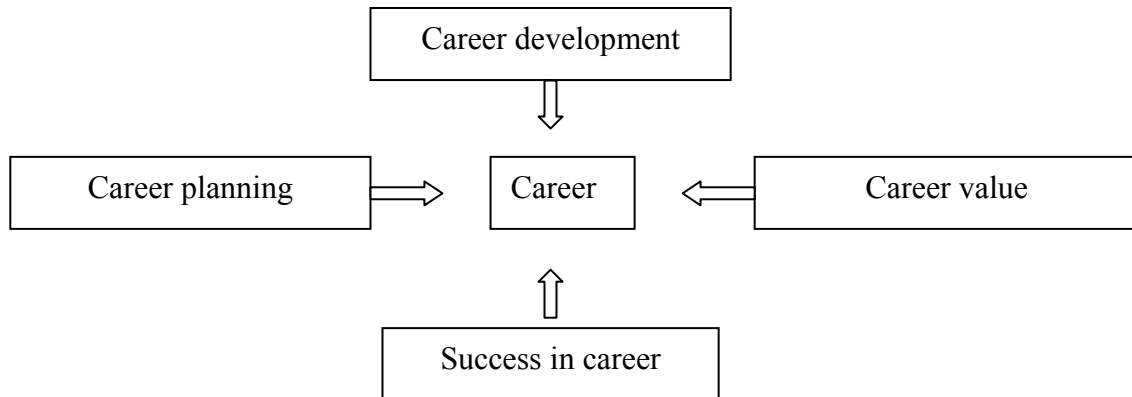 Career development
Career planning
Career
Career value
Success in career